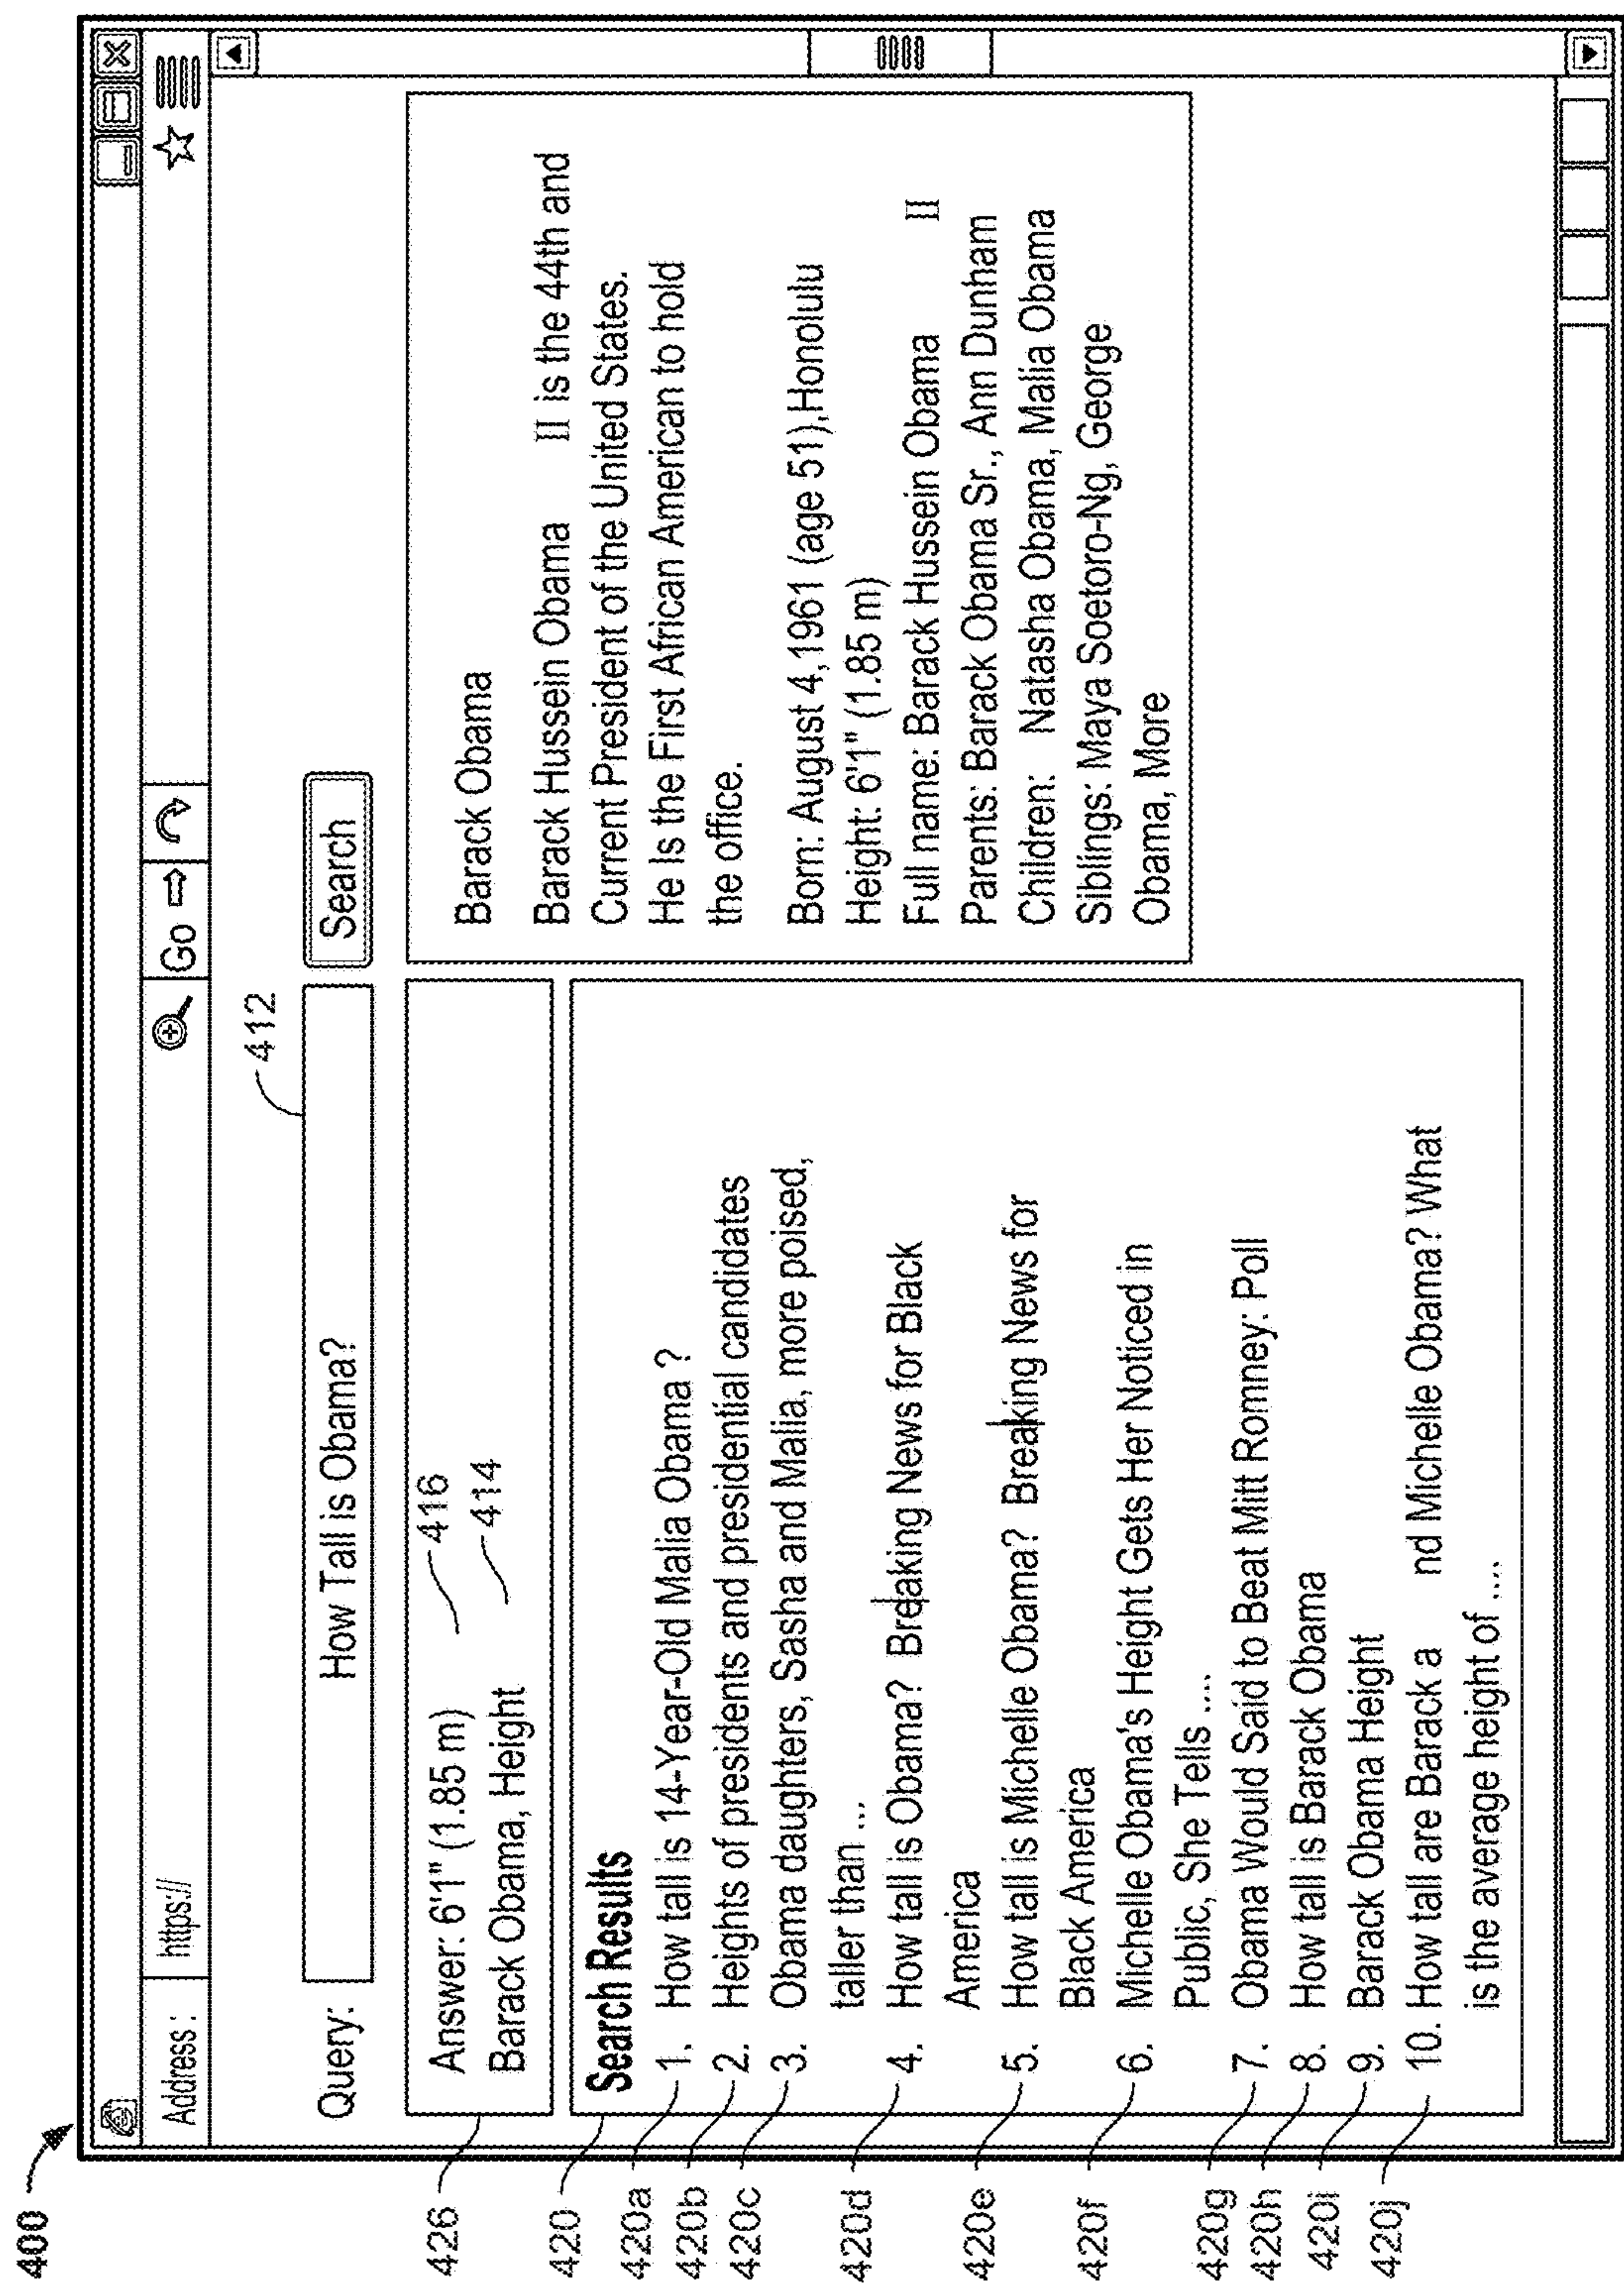 400
Address :
https://
Go
Query:
How Tall is Obama?
412
Search
426
Answer: 6'1" (1.85 m)
416
Barack Obama, Height
414
420
Search Results
420a
1. How tall is 14-Year-Old Malia Obama ?
420b
2. Heights of presidents and presidential candidates
420c
3. Obama daughters, Sasha and Malia, more poised,
taller than ...
420d
4. How tall is Obama? Breaking News for Black
America
420e
5. How tall is Michelle Obama? Breaking News for
Black America
420f
6. Michelle Obama's Height Gets Her Noticed in
Public, She Tells ....
420g
7. Obama Would Said to Beat Mitt Romney: Poll
420h
8. How tall is Barack Obama
420i
9. Barack Obama Height
420j
10. How tall are Barack a nd Michelle Obama? What
is the average height of ....
Barack Obama
Barack Hussein Obama II is the 44th and
Current President of the United States.
He Is the First African American to hold
the office.
Born: August 4,1961 (age 51),Honolulu
Height: 6'1" (1.85 m)
Full name: Barack Hussein Obama II
Parents: Barack Obama Sr., Ann Dunham
Children: Natasha Obama, Malia Obama
Siblings: Maya Soetoro-Ng, George
Obama, More